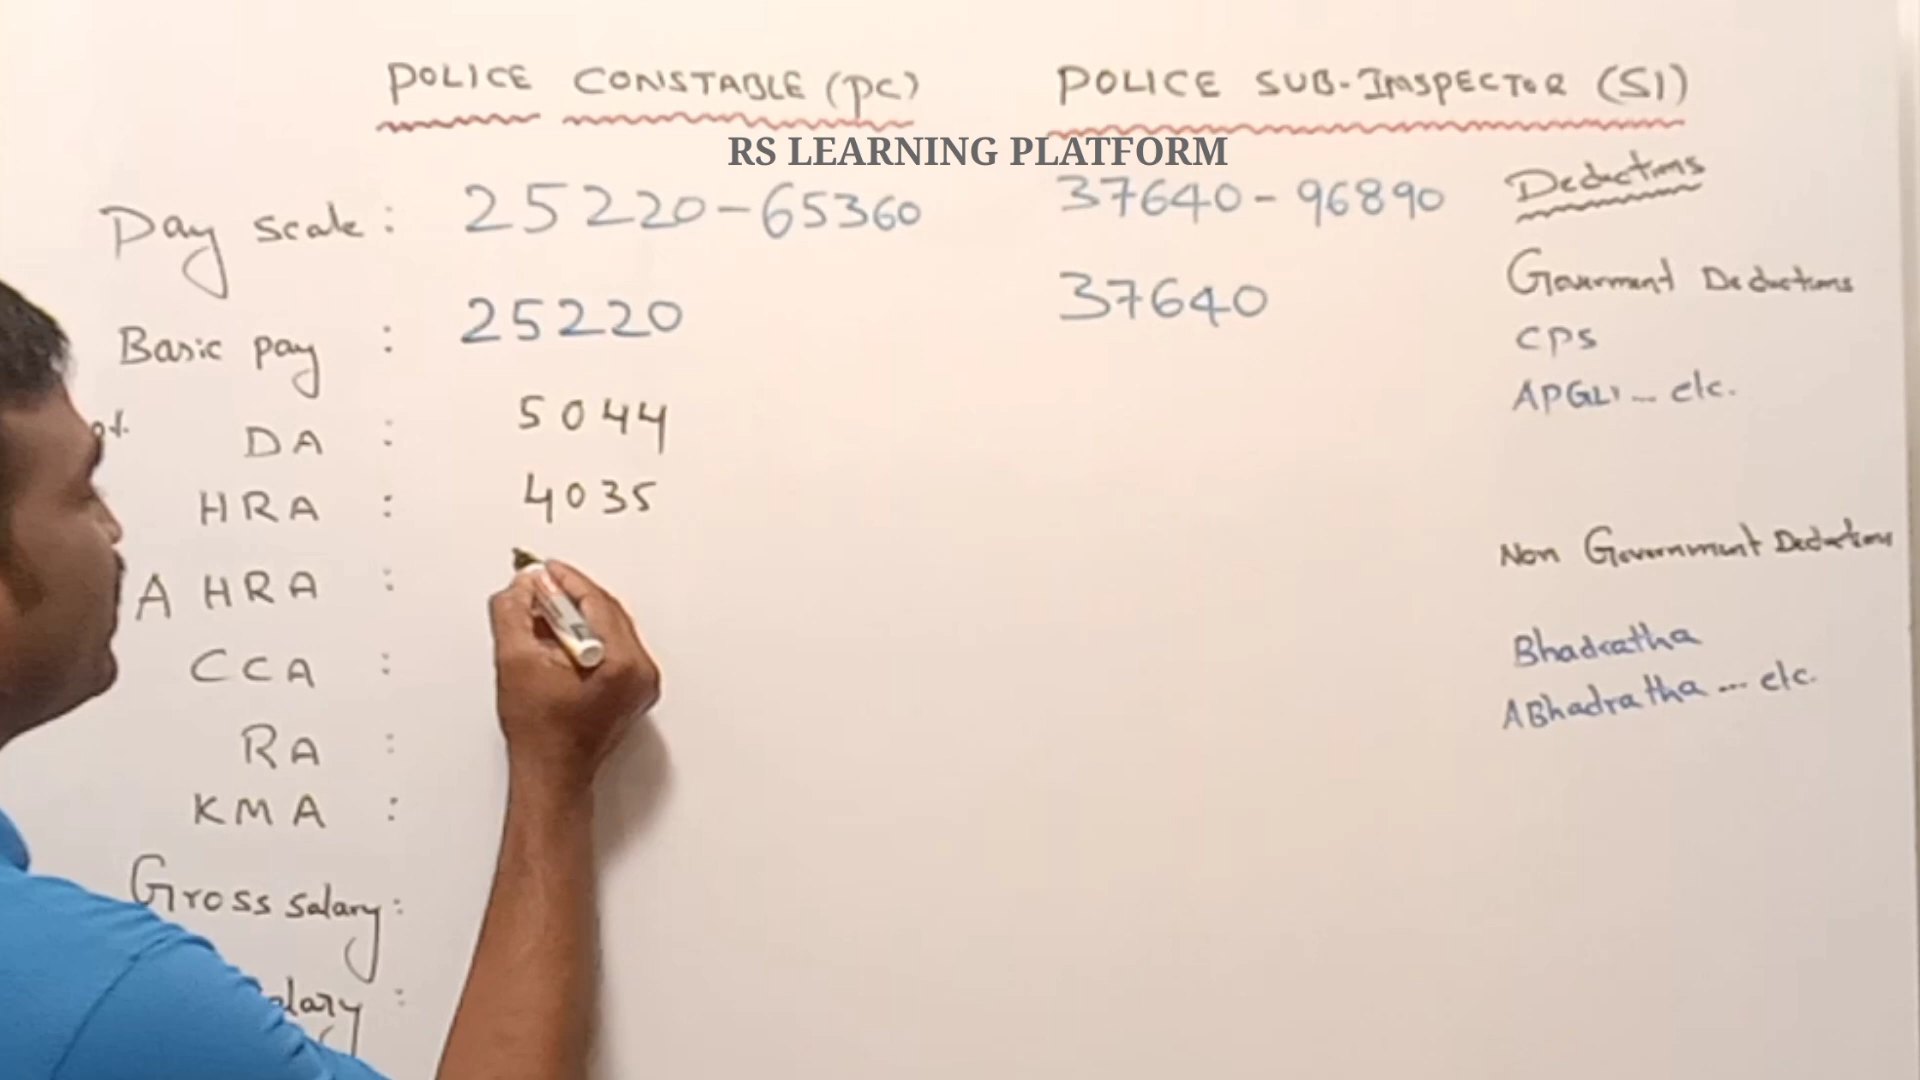 POLICE CONSTABLE (PC) POLICE SUB-INSPECTOR (SI)
RS LEARNING PLATFORM
Pay scale : 25220-65360 37640-96890
Basic pay : 25220 37640
DA : 5044
HRA : 4035
A HRA :
CCA :
RA :
KMA :
Gross salary :
Deductions
Government Deductions
CPS
APGLI ... etc.
Non Government Deductions
Bhadratha
ABhadratha ... etc.